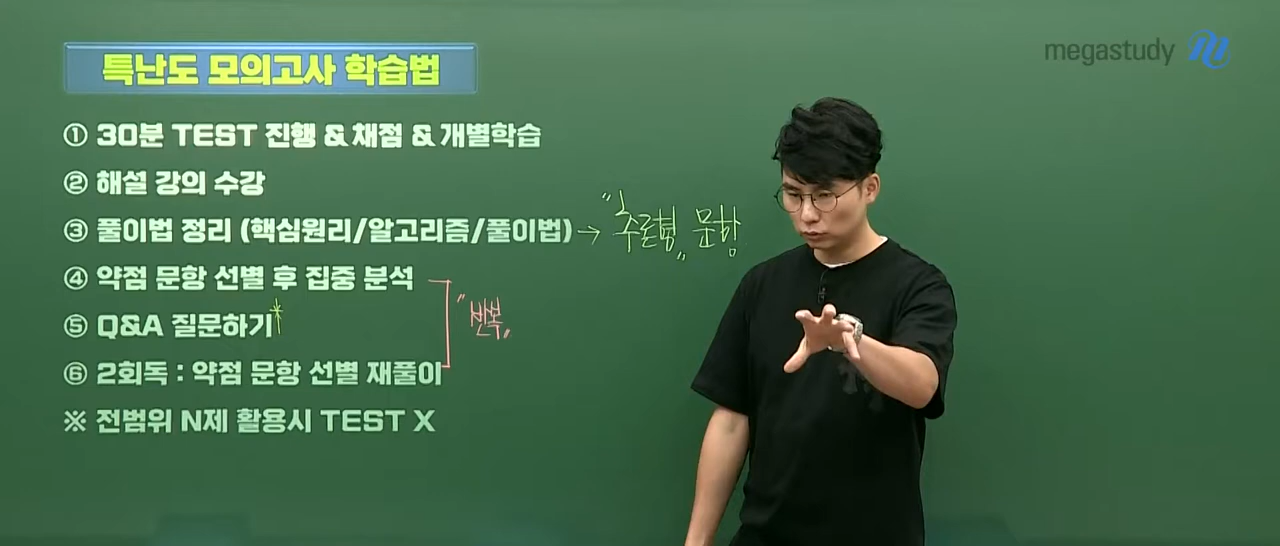 megastudy
특난도 모의고사 학습법
① 30분 TEST 진행 & 채점 & 개별학습
② 해설 강의 수강
③ 풀이법 정리 (핵심원리/알고리즘/풀이법) → "추론형" 문항
④ 약점 문항 선별 후 집중 분석
"반복"
⑤ Q&A 질문하기*
⑥ 2회독 : 약점 문항 선별 재풀이
※ 전범위 N제 활용시 TEST X